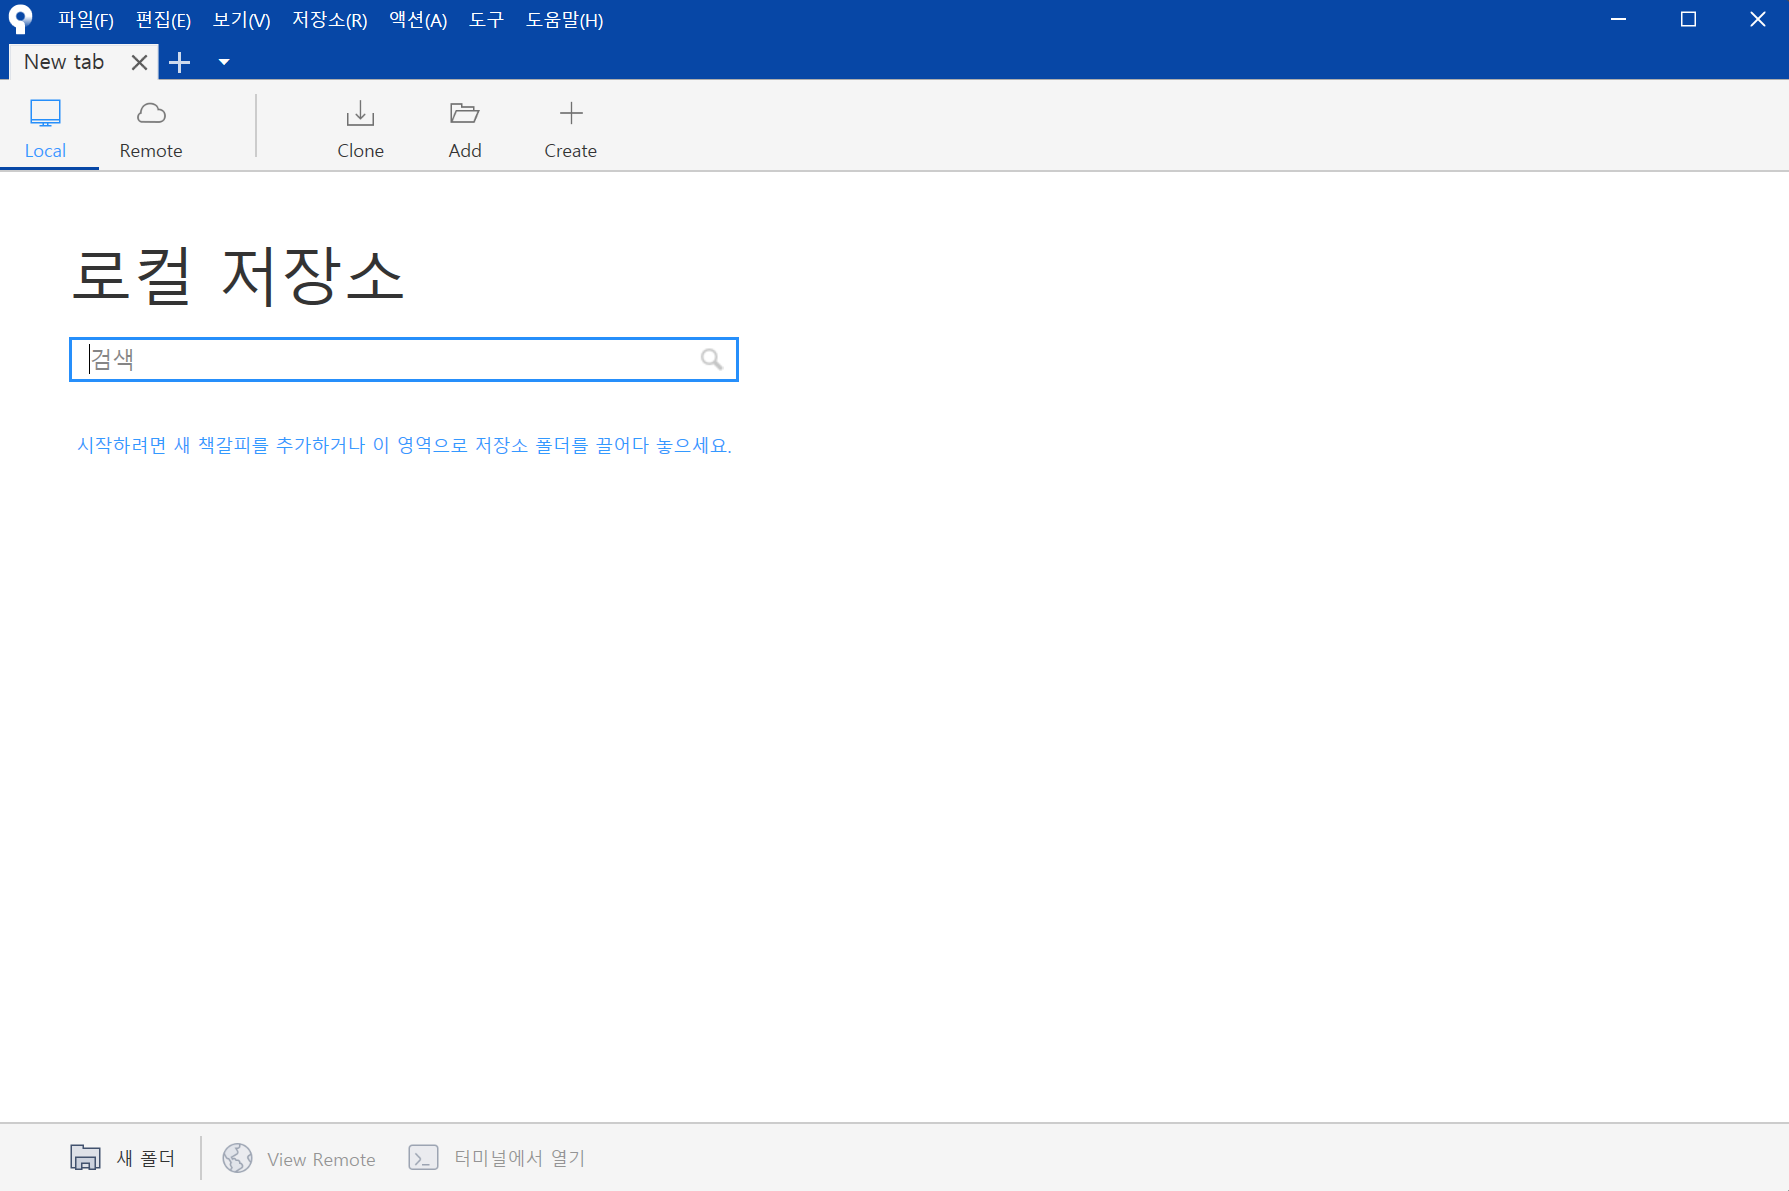 파일(F) 편집(E) 보기(V) 저장소(R) 액션(A) 도구 도움말(H)
New tab
Local Remote Clone Add Create
로컬 저장소
검색
시작하려면 새 책갈피를 추가하거나 이 영역으로 저장소 폴더를 끌어다 놓으세요.
새 폴더 View Remote 터미널에서 열기